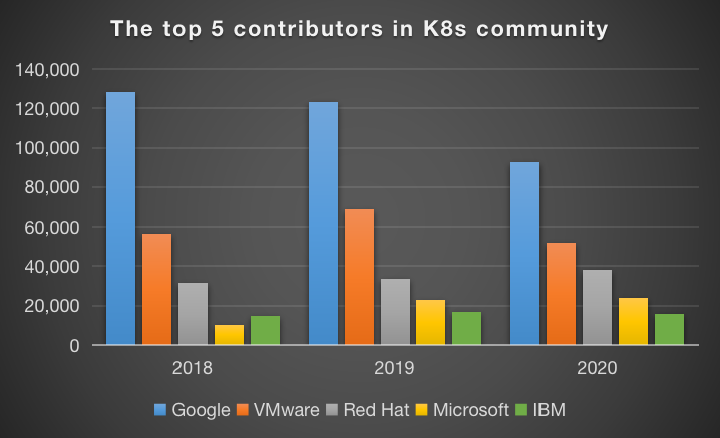 The top 5 contributors in K8s community
140,000
120,000
100,000
80,000
60,000
40,000
20,000
0
2018 2019 2020
Google VMware Red Hat Microsoft IBM